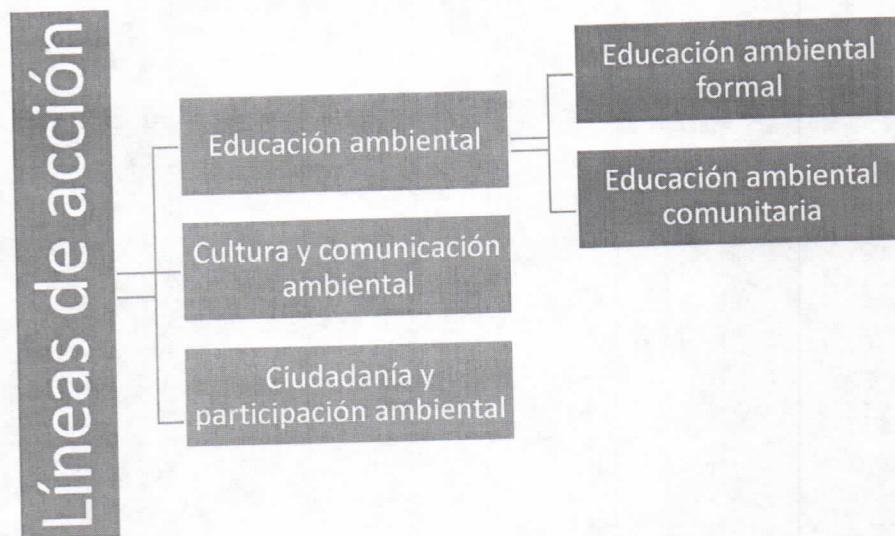 Líneas de acción
Educación ambiental
Educación ambiental
formal
Educación ambiental
comunitaria
Cultura y comunicación
ambiental
Ciudadanía y
participación ambiental